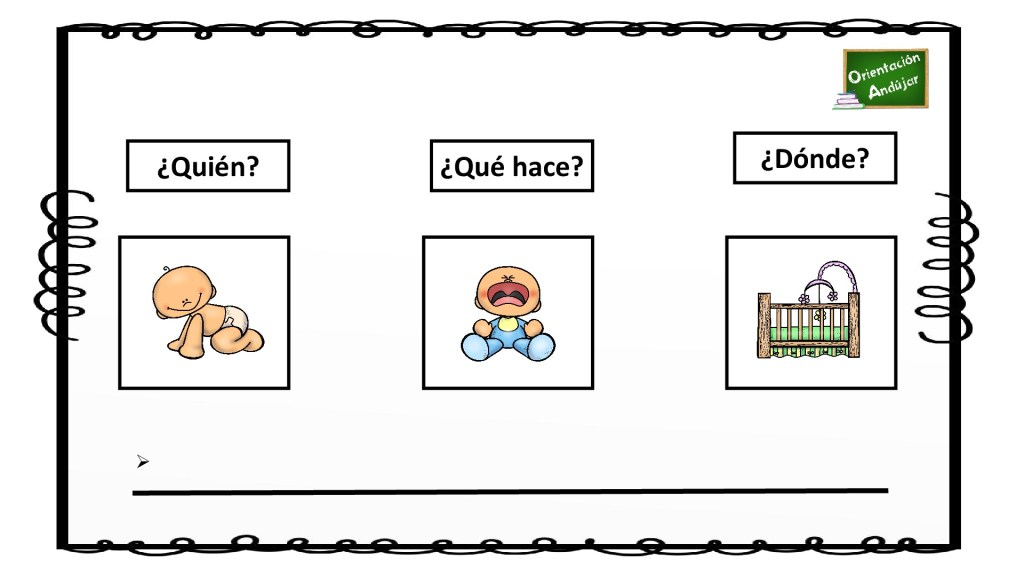 Orientación
Andújar
¿Quién?
¿Qué hace?
¿Dónde?